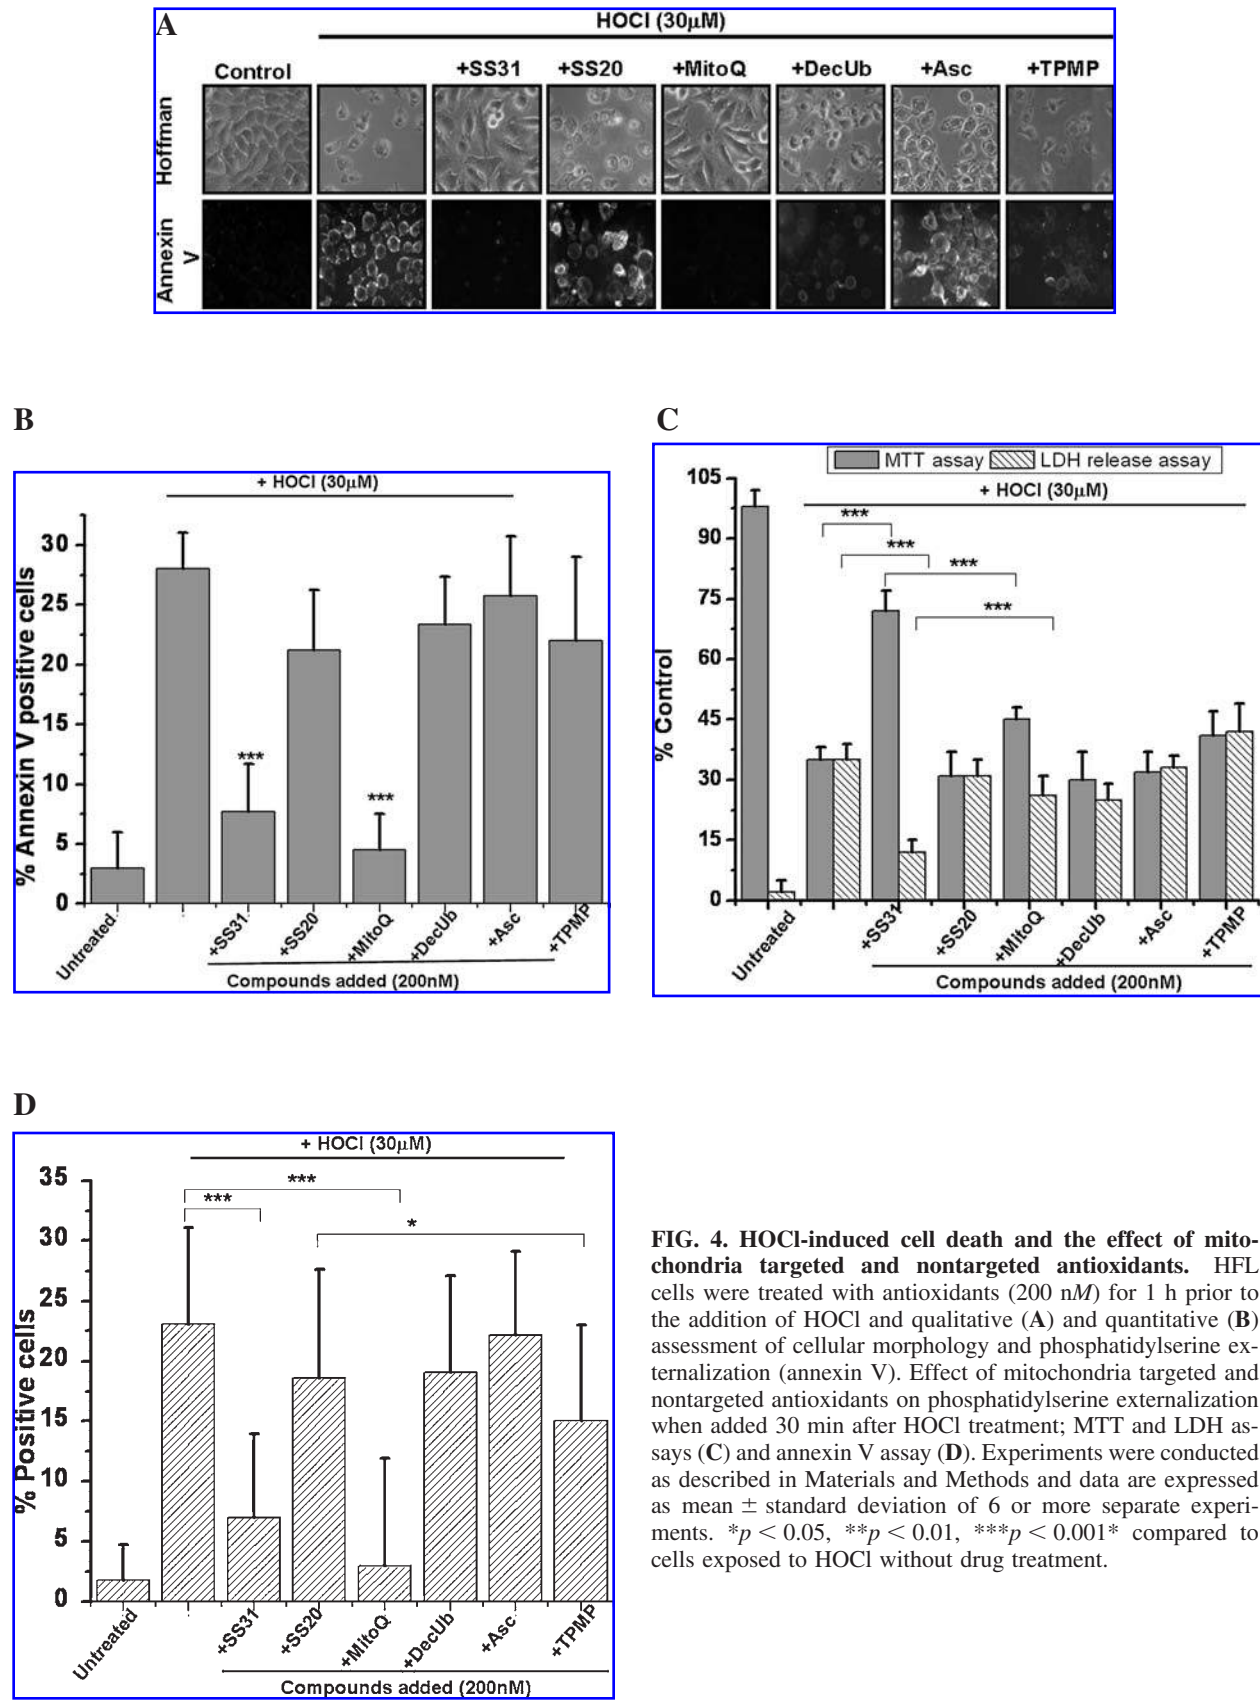 A
HOCl (30μM)
Control +SS31 +SS20 +MitoQ +DecUb +Asc +TPMP
Hoffman
Annexin
V
B
+ HOCl (30μM)
% Annexin V positive cells
30
25
20
15
10
5
0
***
***
Untreated
+SS31
+SS20
+MitoQ
+DecUb
+Asc
+TPMP
Compounds added (200nM)
C
MTT assay LDH release assay
+ HOCl (30μM)
% Control
105
90
75
60
45
30
15
0
***
***
***
***
Untreated
+SS31
+SS20
+MitoQ
+DecUb
+Asc
+TPMP
Compounds added (200nM)
D
+ HOCl (30μM)
% Positive cells
35
30
25
20
15
10
5
0
***
***
*
Untreated
+SS31
+SS20
+MitoQ
+DecUb
+Asc
+TPMP
Compounds added (200nM)
FIG. 4. HOCl-induced cell death and the effect of mito-
chondria targeted and nontargeted antioxidants. HFL
cells were treated with antioxidants (200 nM) for 1 h prior to
the addition of HOCl and qualitative (A) and quantitative (B)
assessment of cellular morphology and phosphatidylserine ex-
ternalization (annexin V). Effect of mitochondria targeted and
nontargeted antioxidants on phosphatidylserine externalization
when added 30 min after HOCl treatment; MTT and LDH as-
says (C) and annexin V assay (D). Experiments were conducted
as described in Materials and Methods and data are expressed
as mean ± standard deviation of 6 or more separate experi-
ments. *p < 0.05, **p < 0.01, ***p < 0.001* compared to
cells exposed to HOCl without drug treatment.